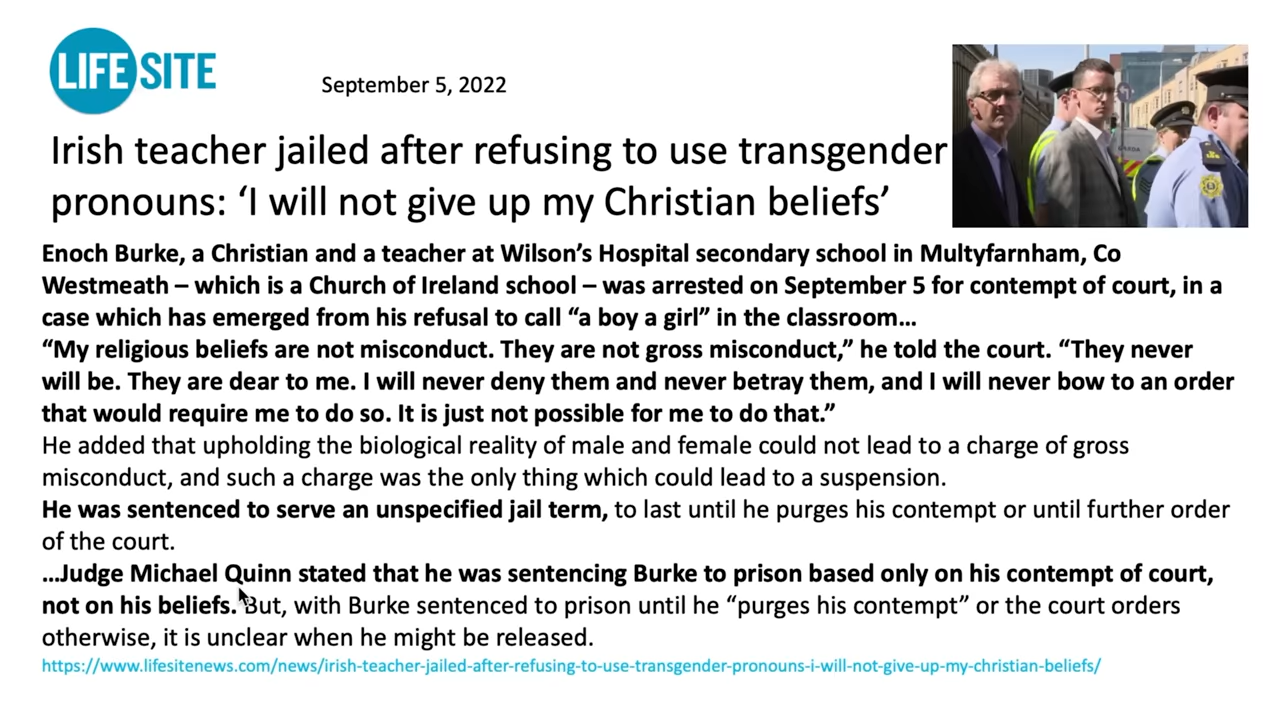 LIFE SITE
September 5, 2022
Irish teacher jailed after refusing to use transgender
pronouns: ‘I will not give up my Christian beliefs’
Enoch Burke, a Christian and a teacher at Wilson’s Hospital secondary school in Multyfarnham, Co
Westmeath – which is a Church of Ireland school – was arrested on September 5 for contempt of court, in a
case which has emerged from his refusal to call “a boy a girl” in the classroom…
“My religious beliefs are not misconduct. They are not gross misconduct,” he told the court. “They never
will be. They are dear to me. I will never deny them and never betray them, and I will never bow to an order
that would require me to do so. It is just not possible for me to do that.”
He added that upholding the biological reality of male and female could not lead to a charge of gross
misconduct, and such a charge was the only thing which could lead to a suspension.
He was sentenced to serve an unspecified jail term, to last until he purges his contempt or until further order
of the court.
…Judge Michael Quinn stated that he was sentencing Burke to prison based only on his contempt of court,
not on his beliefs. But, with Burke sentenced to prison until he “purges his contempt” or the court orders
otherwise, it is unclear when he might be released.
https://www.lifesitenews.com/news/irish-teacher-jailed-after-refusing-to-use-transgender-pronouns-i-will-not-give-up-my-christian-beliefs/